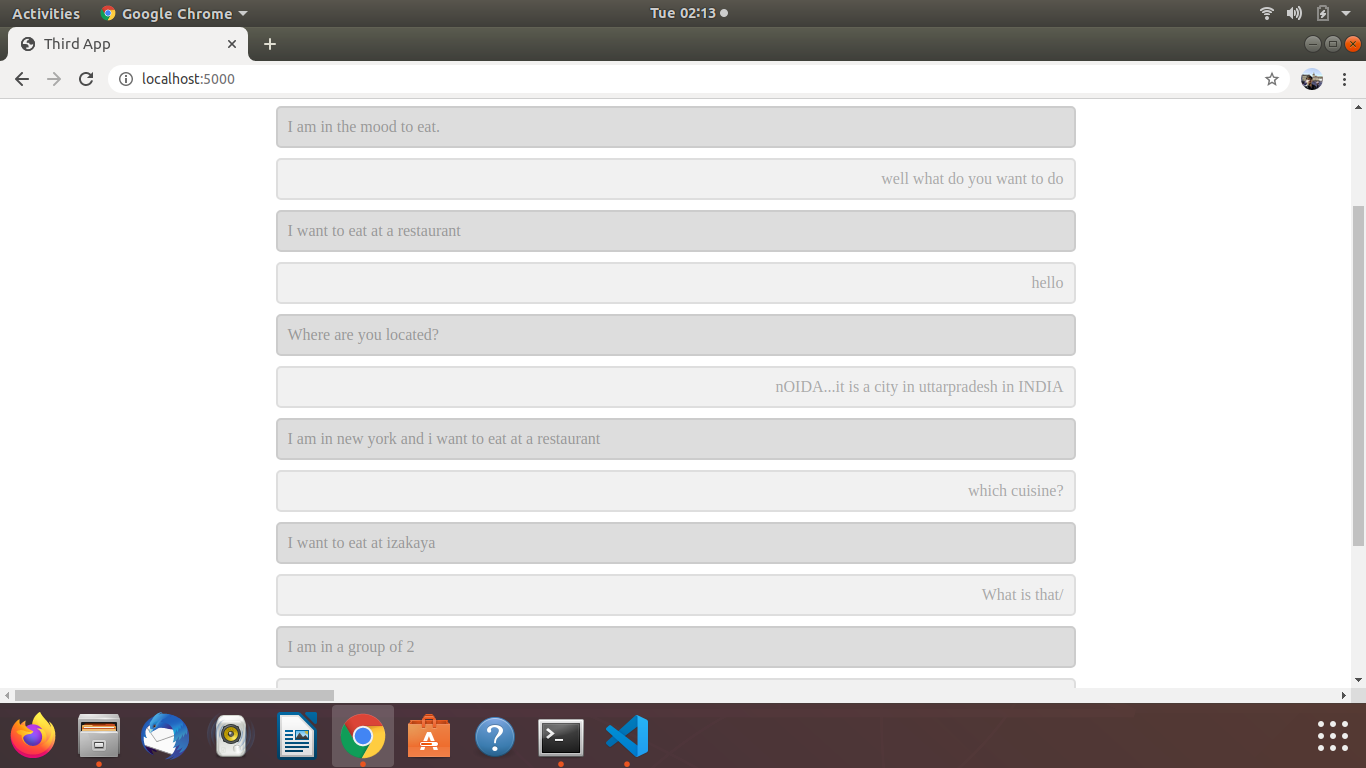 Activities Google Chrome Tue 02:13
Third App
localhost:5000
I am in the mood to eat.
well what do you want to do
I want to eat at a restaurant
hello
Where are you located?
nOIDA...it is a city in uttarpradesh in INDIA
I am in new york and i want to eat at a restaurant
which cuisine?
I want to eat at izakaya
What is that/
I am in a group of 2